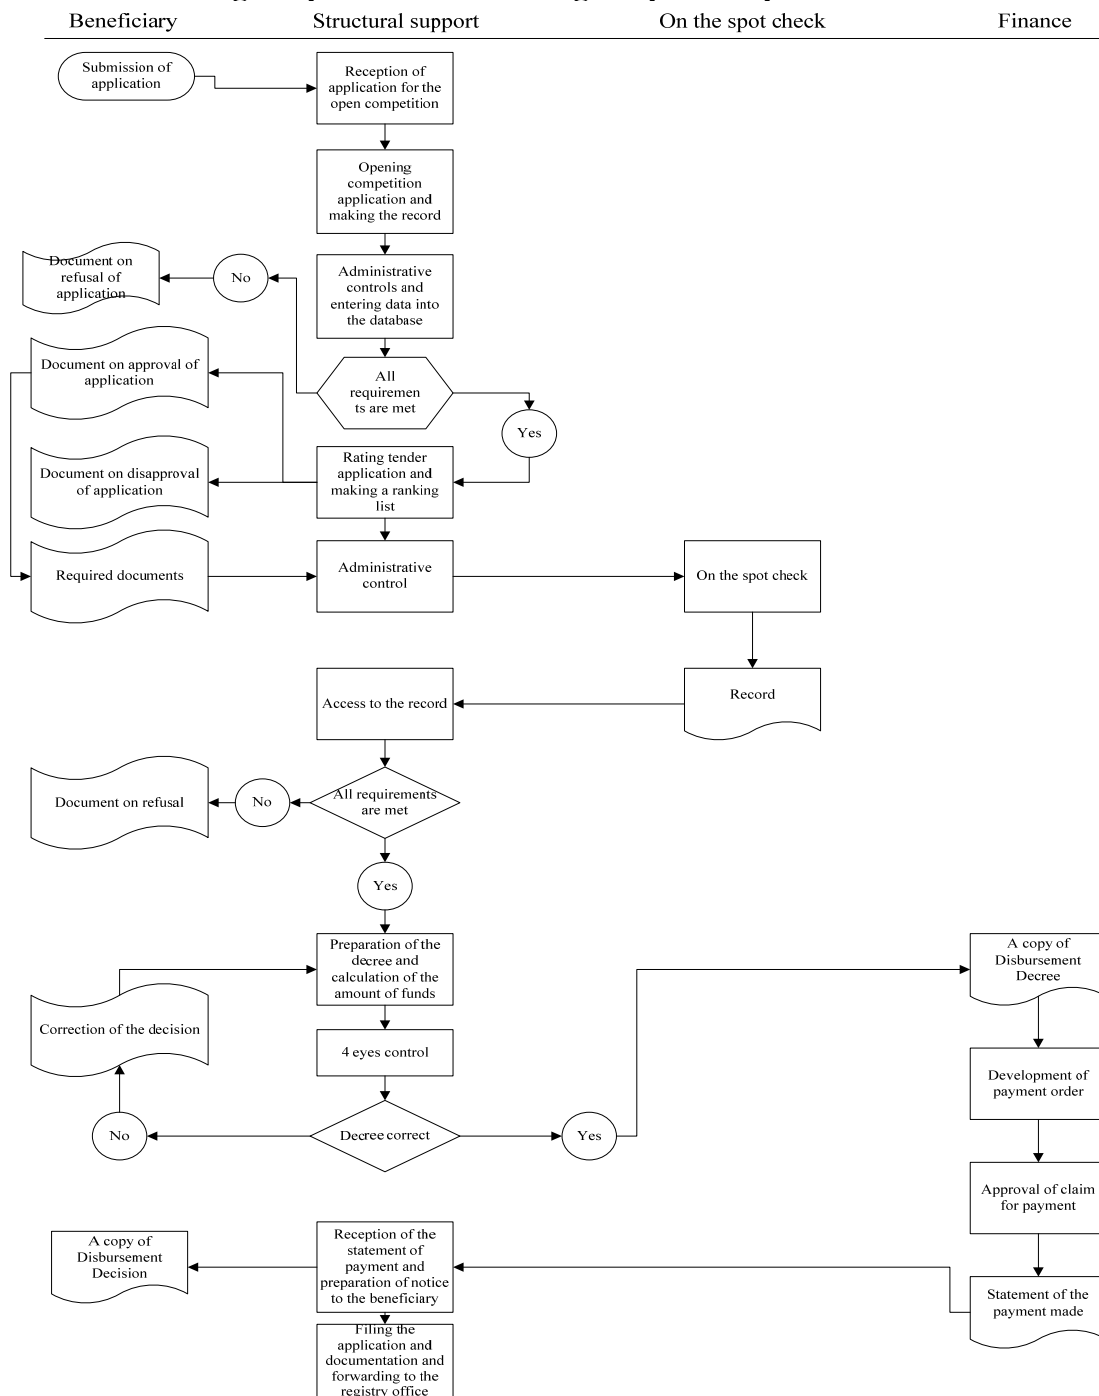 Beneficiary
Structural support
On the spot check
Finance
Submission of
application
Reception of
application for the
open competition
Opening
competition
application and
making the record
Document on
refusal of
application
No
Administrative
controls and
entering data into
the database
Document on approval of
application
All
requiremen
ts are met
Yes
Document on disapproval
of application
Rating tender
application and
making a ranking
list
Required documents
Administrative
control
On the spot check
Access to the record
Record
Document on refusal
No
All requirements
are met
Yes
Preparation of the
decree and
calculation of the
amount of funds
A copy of
Disbursement
Decree
Correction of the decision
4 eyes control
Development of
payment order
No
Decree correct
Yes
Approval of claim
for payment
A copy of
Disbursement
Decision
Reception of the
statement of
payment and
preparation of notice
to the beneficiary
Statement of the
payment made
Filing the
application and
documentation and
forwarding to the
registry office